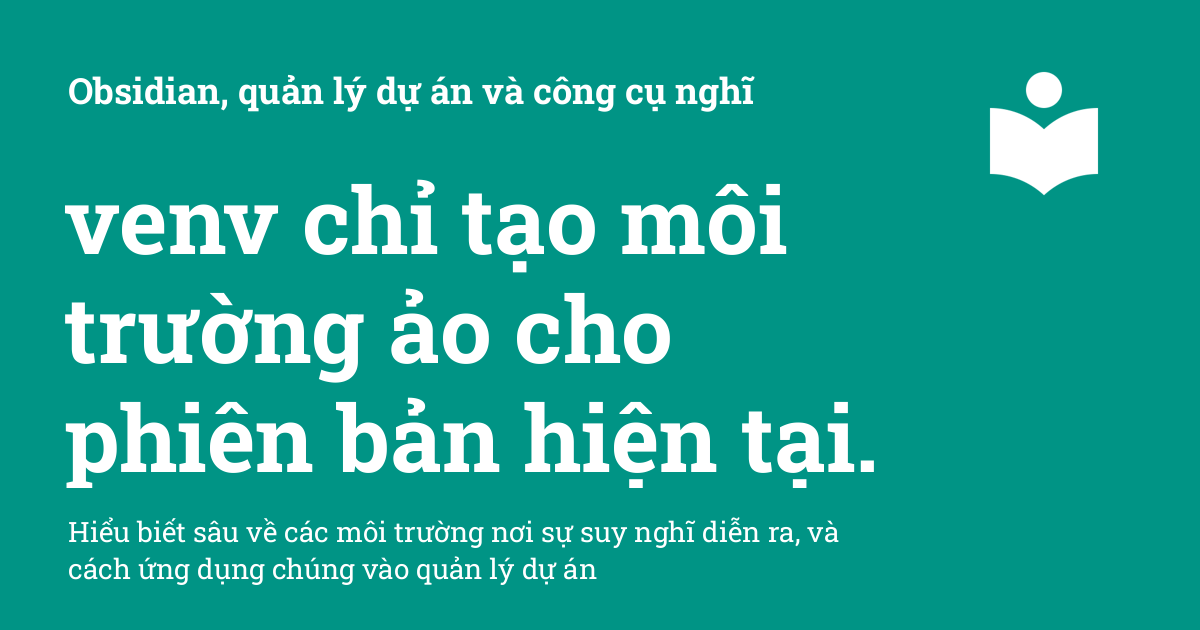 Obsidian, quản lý dự án và công cụ nghĩ
venv chỉ tạo môi
trường ảo cho
phiên bản hiện tại.
Hiểu biết sâu về các môi trường nơi sự suy nghĩ diễn ra, và
cách ứng dụng chúng vào quản lý dự án